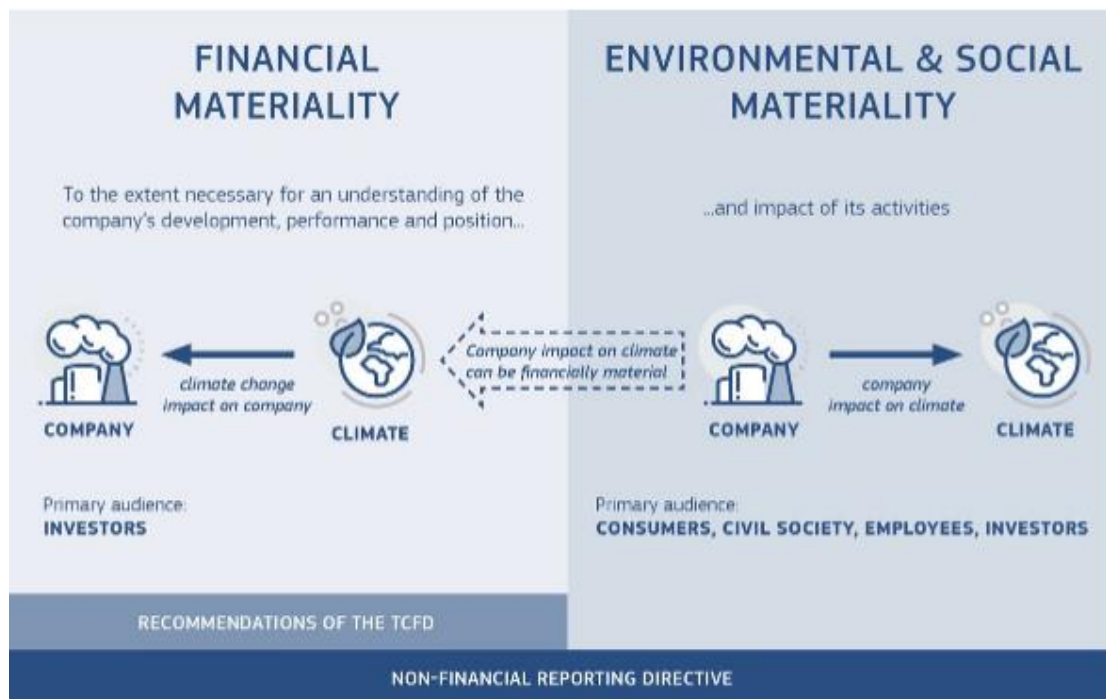 FINANCIAL
MATERIALITY
To the extent necessary for an understanding of the
company's development, performance and position...
climate change
impact on company
COMPANY
CLIMATE
Primary audience:
INVESTORS
RECOMMENDATIONS OF THE TCFD
Company impact on climate
can be financially material
ENVIRONMENTAL & SOCIAL
MATERIALITY
...and impact of its activities
company
impact on climate
COMPANY
CLIMATE
Primary audience:
CONSUMERS, CIVIL SOCIETY, EMPLOYEES, INVESTORS
NON-FINANCIAL REPORTING DIRECTIVE